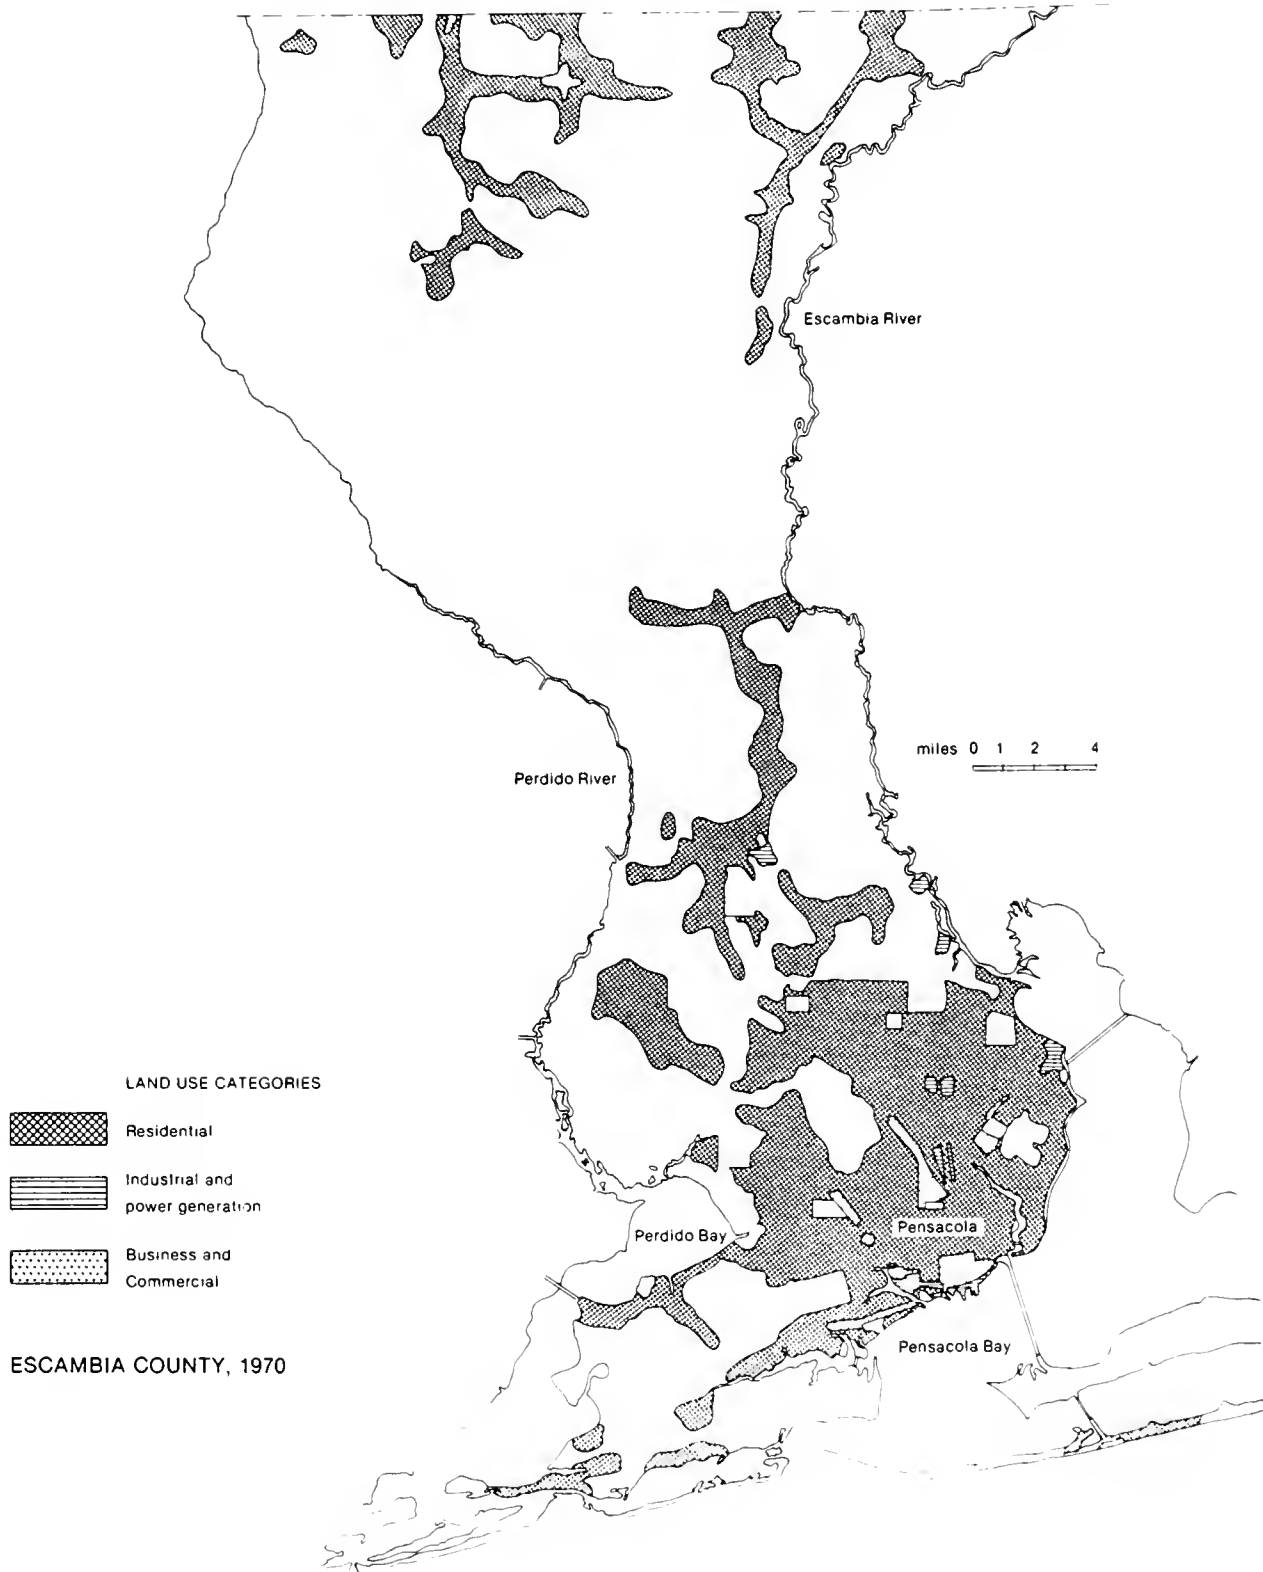 Escambia River
miles 0 1 2 4
Perdido River
LAND USE CATEGORIES
Residential
Industrial and
power generation
Business and
Commercial
Perdido Bay
Pensacola
Pensacola Bay
ESCAMBIA COUNTY, 1970